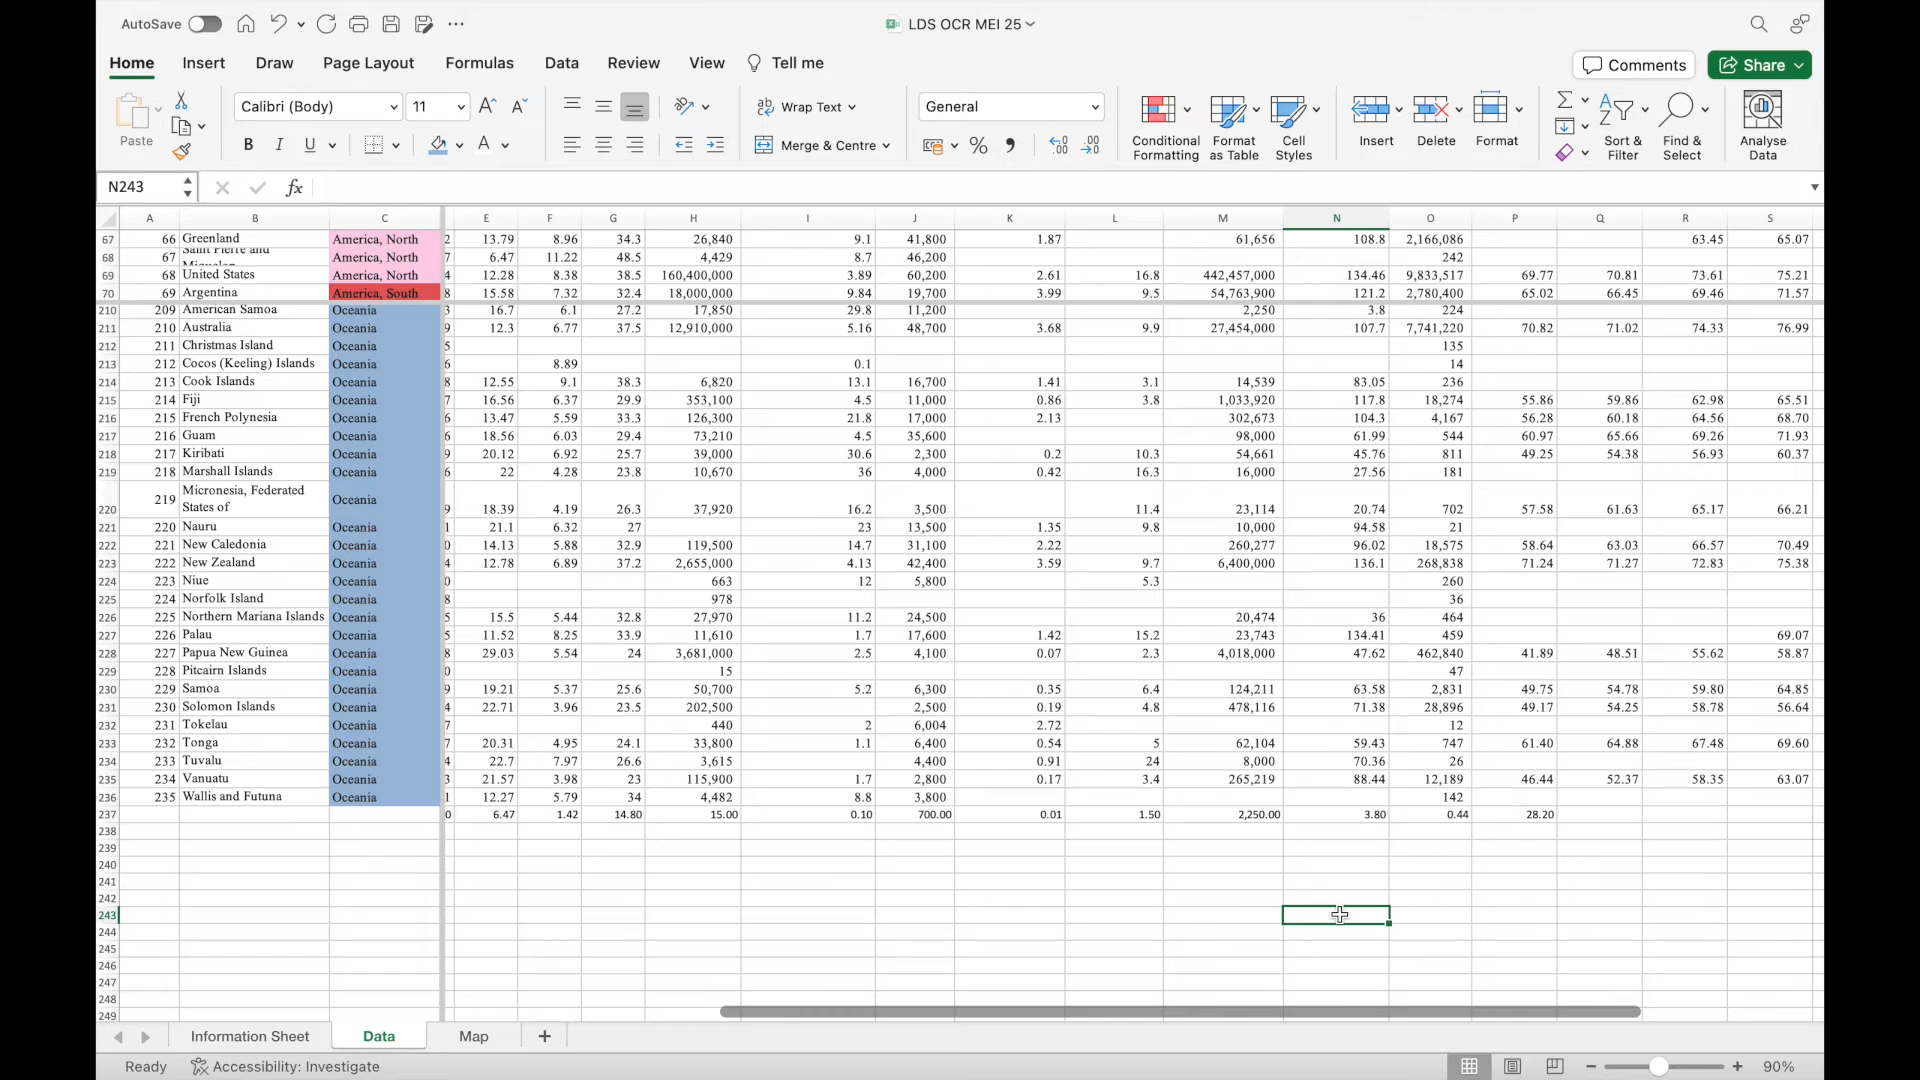 AutoSave LDS OCR MEI 25
Home Insert Draw Page Layout Formulas Data Review View Tell me Comments Share
Paste Calibri (Body) 11 Wrap Text General
B I U A Merge & Centre % Conditional Formatting Format as Table Cell Styles Insert Delete Format Sort & Filter Find & Select Analyse Data
N243 fx
A B C E F G H I J K L M N O P Q R S
67 66 Greenland America, North 2 13.79 8.96 34.3 26,840 9.1 41,800 1.87 61,656 108.8 2,166,086 63.45 65.07
68 67 America, North 7 6.47 11.22 48.5 4,429 8.7 46,200 242
69 68 United States America, North 4 12.28 8.38 38.5 160,400,000 3.89 60,200 2.61 16.8 442,457,000 134.46 9,833,517 69.77 70.81 73.61 75.21
70 69 Argentina America, South 8 15.58 7.32 32.4 18,000,000 9.84 19,700 3.99 9.5 54,763,900 121.2 2,780,400 65.02 66.45 69.46 71.57
210 209 American Samoa Oceania 3 16.7 6.1 27.2 17,850 29.8 11,200 2,250 3.8 224
211 210 Australia Oceania 9 12.3 6.77 37.5 12,910,000 5.16 48,700 3.68 9.9 27,454,000 107.7 7,741,220 70.82 71.02 74.33 76.99
212 211 Christmas Island Oceania 5 135
213 212 Cocos (Keeling) Islands Oceania 6 8.89 0.1 14
214 213 Cook Islands Oceania 8 12.55 9.1 38.3 6,820 13.1 16,700 1.41 3.1 14,539 83.05 236
215 214 Fiji Oceania 7 16.56 6.37 29.9 353,100 4.5 11,000 0.86 3.8 1,033,920 117.8 18,274 55.86 59.86 62.98 65.51
216 215 French Polynesia Oceania 6 13.47 5.59 33.3 126,300 21.8 17,000 2.13 302,673 104.3 4,167 56.28 60.18 64.56 68.70
217 216 Guam Oceania 6 18.56 6.03 29.4 73,210 4.5 35,600 98,000 61.99 544 60.97 65.66 69.26 71.93
218 217 Kiribati Oceania 9 20.12 6.92 25.7 39,000 30.6 2,300 0.2 10.3 54,661 45.76 811 49.25 54.38 56.93 60.37
219 218 Marshall Islands Oceania 6 22 4.28 23.8 10,670 36 4,000 0.42 16.3 16,000 27.56 181
220 219 Micronesia, Federated States of Oceania 9 18.39 4.19 26.3 37,920 16.2 3,500 11.4 23,114 20.74 702 57.58 61.63 65.17 66.21
221 220 Nauru Oceania 1 21.1 6.32 27 23 13,500 1.35 9.8 10,000 94.58 21
222 221 New Caledonia Oceania 0 14.13 5.88 32.9 119,500 14.7 31,100 2.22 260,277 96.02 18,575 58.64 63.03 66.57 70.49
223 222 New Zealand Oceania 4 12.78 6.89 37.2 2,655,000 4.13 42,400 3.59 9.7 6,400,000 136.1 268,838 71.24 71.27 72.83 75.38
224 223 Niue Oceania 0 663 12 5,800 5.3 260
225 224 Norfolk Island Oceania 8 978 36
226 225 Northern Mariana Islands Oceania 5 15.5 5.44 32.8 27,970 11.2 24,500 20,474 36 464
227 226 Palau Oceania 5 11.52 8.25 33.9 11,610 1.7 17,600 1.42 15.2 23,743 134.41 459 69.07
228 227 Papua New Guinea Oceania 8 29.03 5.54 24 3,681,000 2.5 4,100 0.07 2.3 4,018,000 47.62 462,840 41.89 48.51 55.62 58.87
229 228 Pitcairn Islands Oceania 0 15 47
230 229 Samoa Oceania 9 19.21 5.37 25.6 50,700 5.2 6,300 0.35 6.4 124,211 63.58 2,831 49.75 54.78 59.80 64.85
231 230 Solomon Islands Oceania 4 22.71 3.96 23.5 202,500 2,500 0.19 4.8 478,116 71.38 28,896 49.17 54.25 58.78 56.64
232 231 Tokelau Oceania 7 440 2 6,004 2.72 12
233 232 Tonga Oceania 7 20.31 4.95 24.1 33,800 1.1 6,400 0.54 5 62,104 59.43 747 61.40 64.88 67.48 69.60
234 233 Tuvalu Oceania 4 22.7 7.97 26.6 3,615 4,400 0.91 24 8,000 70.36 26
235 234 Vanuatu Oceania 3 21.57 3.98 23 115,900 1.7 2,800 0.17 3.4 265,219 88.44 12,189 46.44 52.37 58.35 63.07
236 235 Wallis and Futuna Oceania 1 12.27 5.79 34 4,482 8.8 3,800 142
237 0 6.47 1.42 14.80 15.00 0.10 700.00 0.01 1.50 2,250.00 3.80 0.44 28.20
238
239
240
241
242
243
244
245
246
247
248
249
Information Sheet Data Map +
Ready Accessibility: Investigate 90%